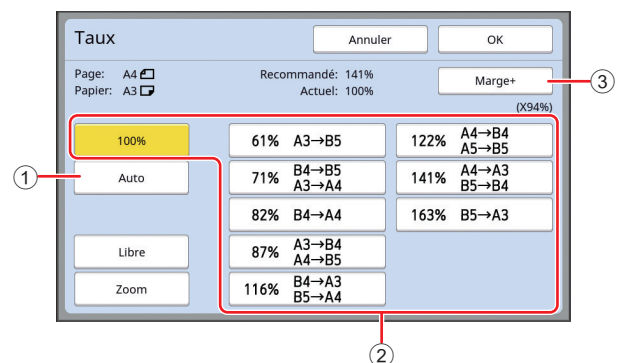 Taux
Annuler
OK
Page: A4
Recommandé: 141%
Papier: A3
Actuel: 100%
Marge+
(X94%)
100%
61% A3→B5
122% A4→B4
A5→B5
Auto
71% B4→B5
A3→A4
141% A4→A3
B5→B4
82% B4→A4
163% B5→A3
Libre
87% A3→B4
A4→B5
Zoom
116% B4→A3
B5→A4
1
2
3